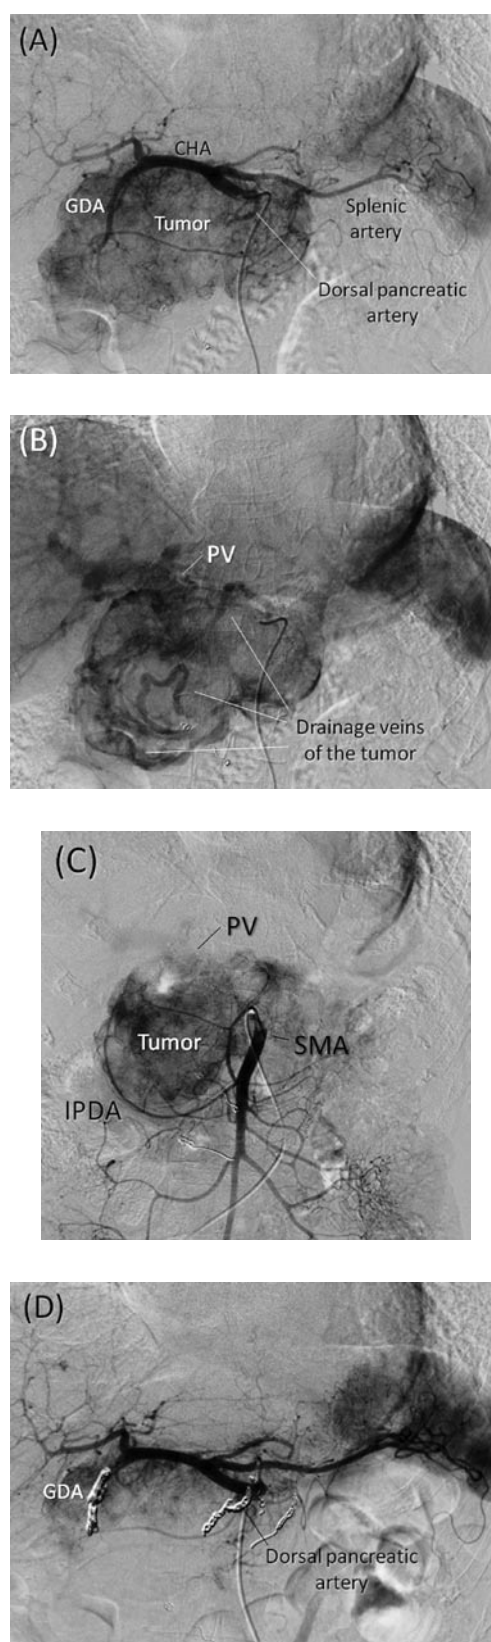 (A)
CHA
GDA
Tumor
Splenic
artery
Dorsal pancreatic
artery
(B)
PV
Drainage veins
of the tumor
(C)
PV
Tumor
SMA
IPDA
(D)
GDA
Dorsal pancreatic
artery